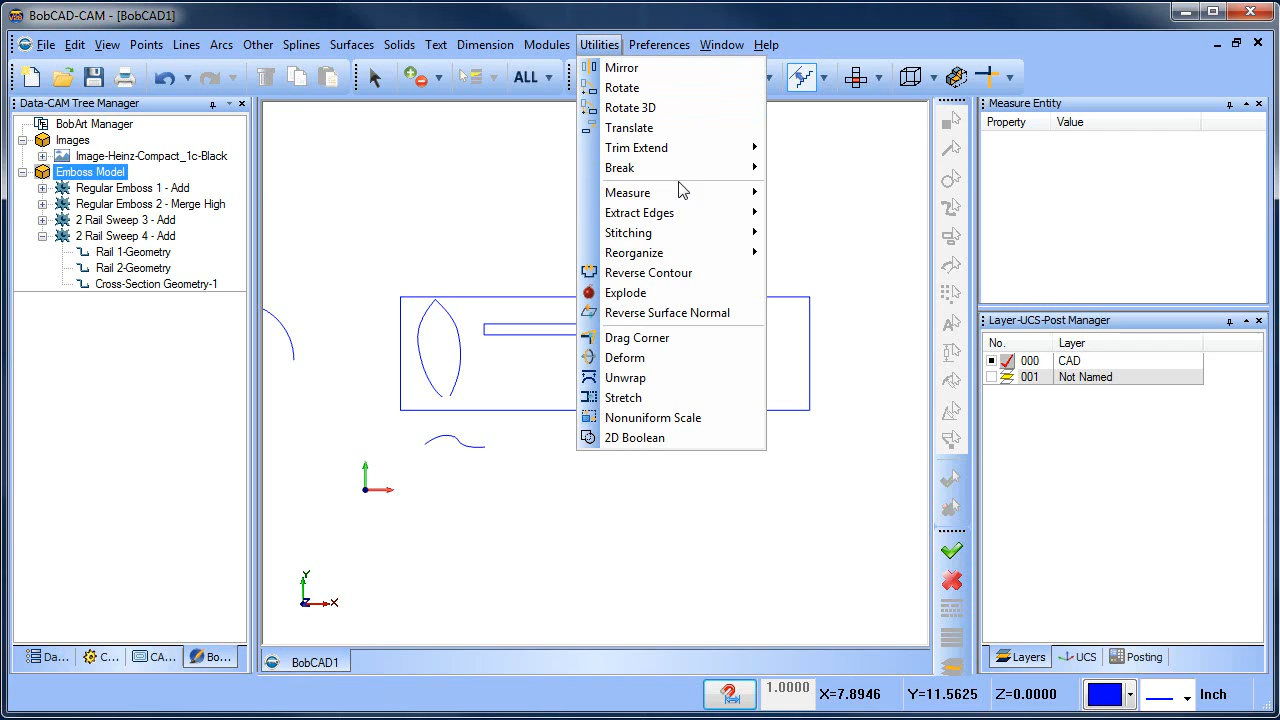 BobCAD-CAM - [BobCAD1]
File Edit View Points Lines Arcs Other Splines Surfaces Solids Text Dimension Modules Utilities Preferences Window Help
ALL
Data-CAM Tree Manager
BobArt Manager
Images
Image-Heinz-Compact_1c-Black
Emboss Model
Regular Emboss 1 - Add
Regular Emboss 2 - Merge High
2 Rail Sweep 3 - Add
2 Rail Sweep 4 - Add
Rail 1-Geometry
Rail 2-Geometry
Cross-Section Geometry-1
Da...
C...
CA...
Bo...
Mirror
Rotate
Rotate 3D
Translate
Trim Extend
Break
Measure
Extract Edges
Stitching
Reorganize
Reverse Contour
Explode
Reverse Surface Normal
Drag Corner
Deform
Unwrap
Stretch
Nonuniform Scale
2D Boolean
Y
Z
X
BobCAD1
Measure Entity
Property Value
Layer-UCS-Post Manager
No. Layer
000 CAD
001 Not Named
Layers UCS Posting
1.0000 X=7.8946 Y=11.5625 Z=0.0000 Inch